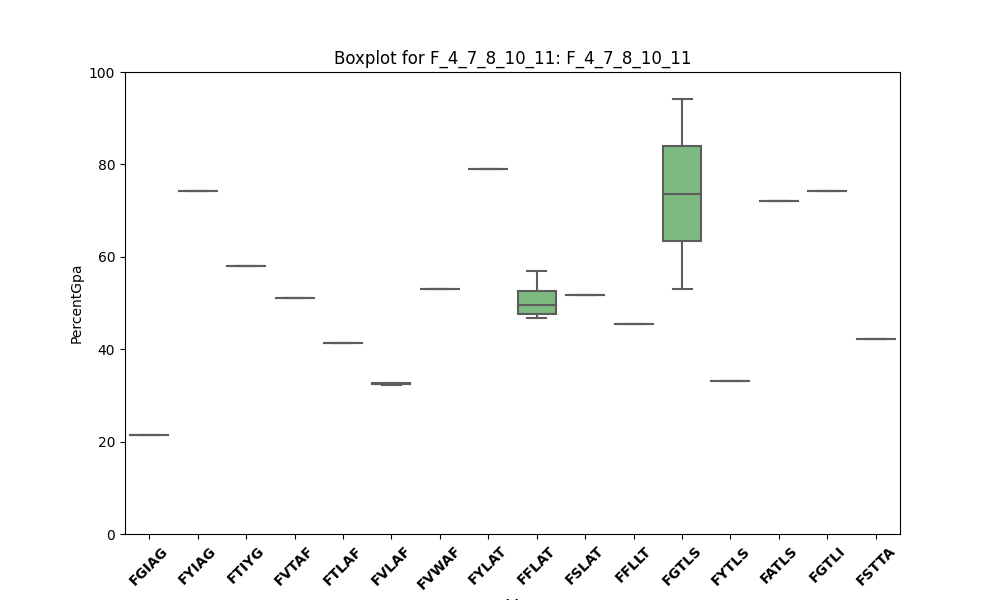 Boxplot for F_4_7_8_10_11: F_4_7_8_10_11
PercentGpa
100
80
60
40
20
0
FGIAG
FYIAG
FTIYG
FVTAF
FTLAF
FVLAF
FVWAF
FYLAT
FFLAT
FSLAT
FFLLT
FGTLS
FYTLS
FATLS
FGTLI
FSTTA